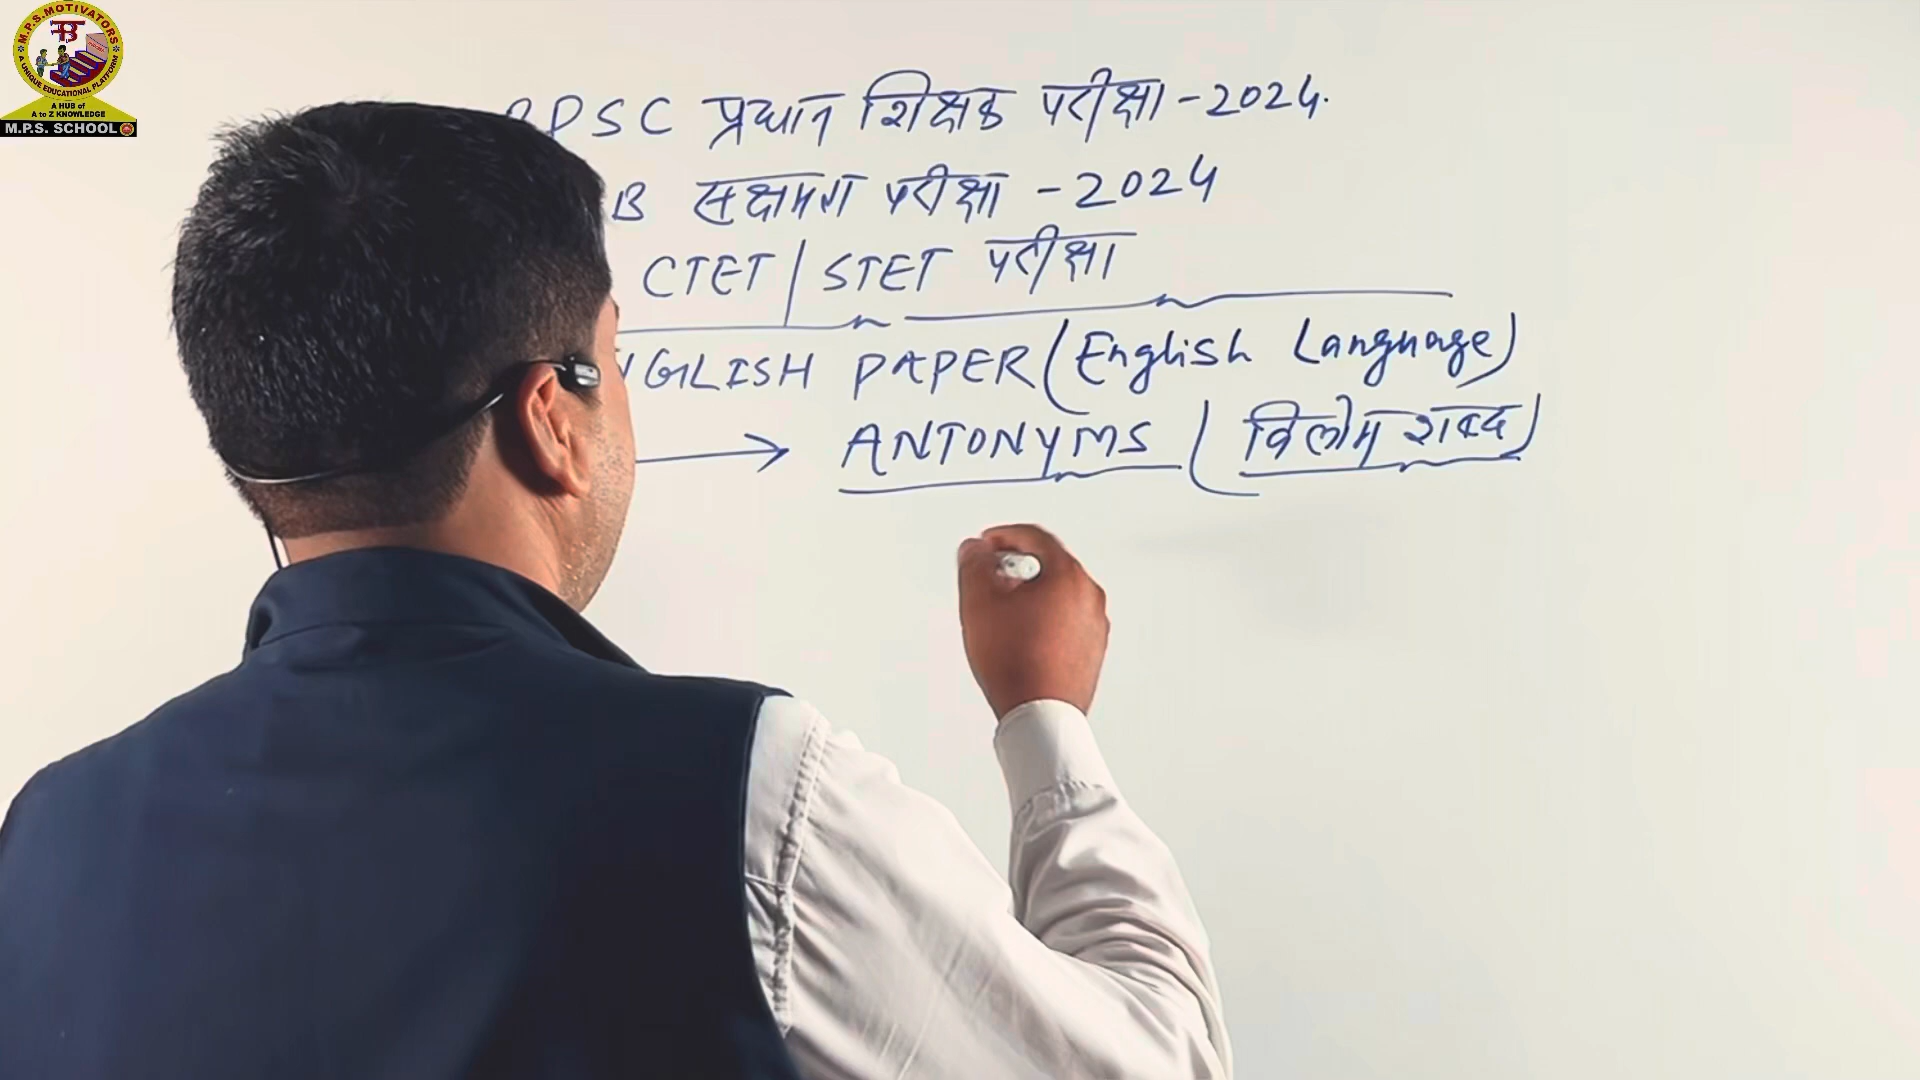 M.P.S.MOTIVATORS
A UNIQUE EDUCATIONAL PLATFORM
A HUB of
A to Z KNOWLEDGE
M.P.S. SCHOOL
BPSC प्रधान शिक्षक परीक्षा-2024.
B सक्षमता परीक्षा -2024
CTET/STET परीक्षा
NGLISH PAPER (English Language)
→ ANTONYMS (विलोम शब्द)